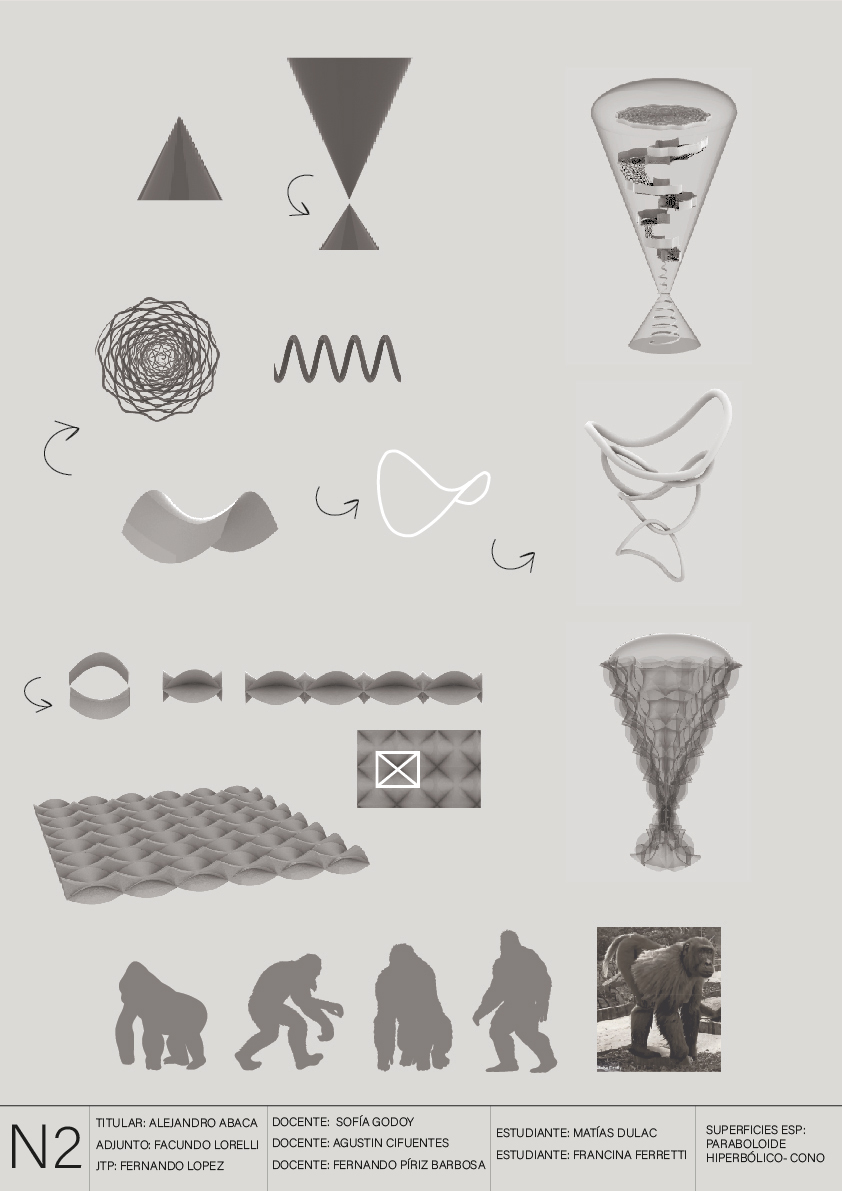 N2
TITULAR: ALEJANDRO ABACA
ADJUNTO: FACUNDO LORELLI
JTP: FERNANDO LOPEZ
DOCENTE: SOFÍA GODOY
DOCENTE: AGUSTIN CIFUENTES
DOCENTE: FERNANDO PÍRIZ BARBOSA
ESTUDIANTE: MATÍAS DULAC
ESTUDIANTE: FRANCINA FERRETTI
SUPERFICIES ESP:
PARABOLOIDE
HIPERBÓLICO- CONO